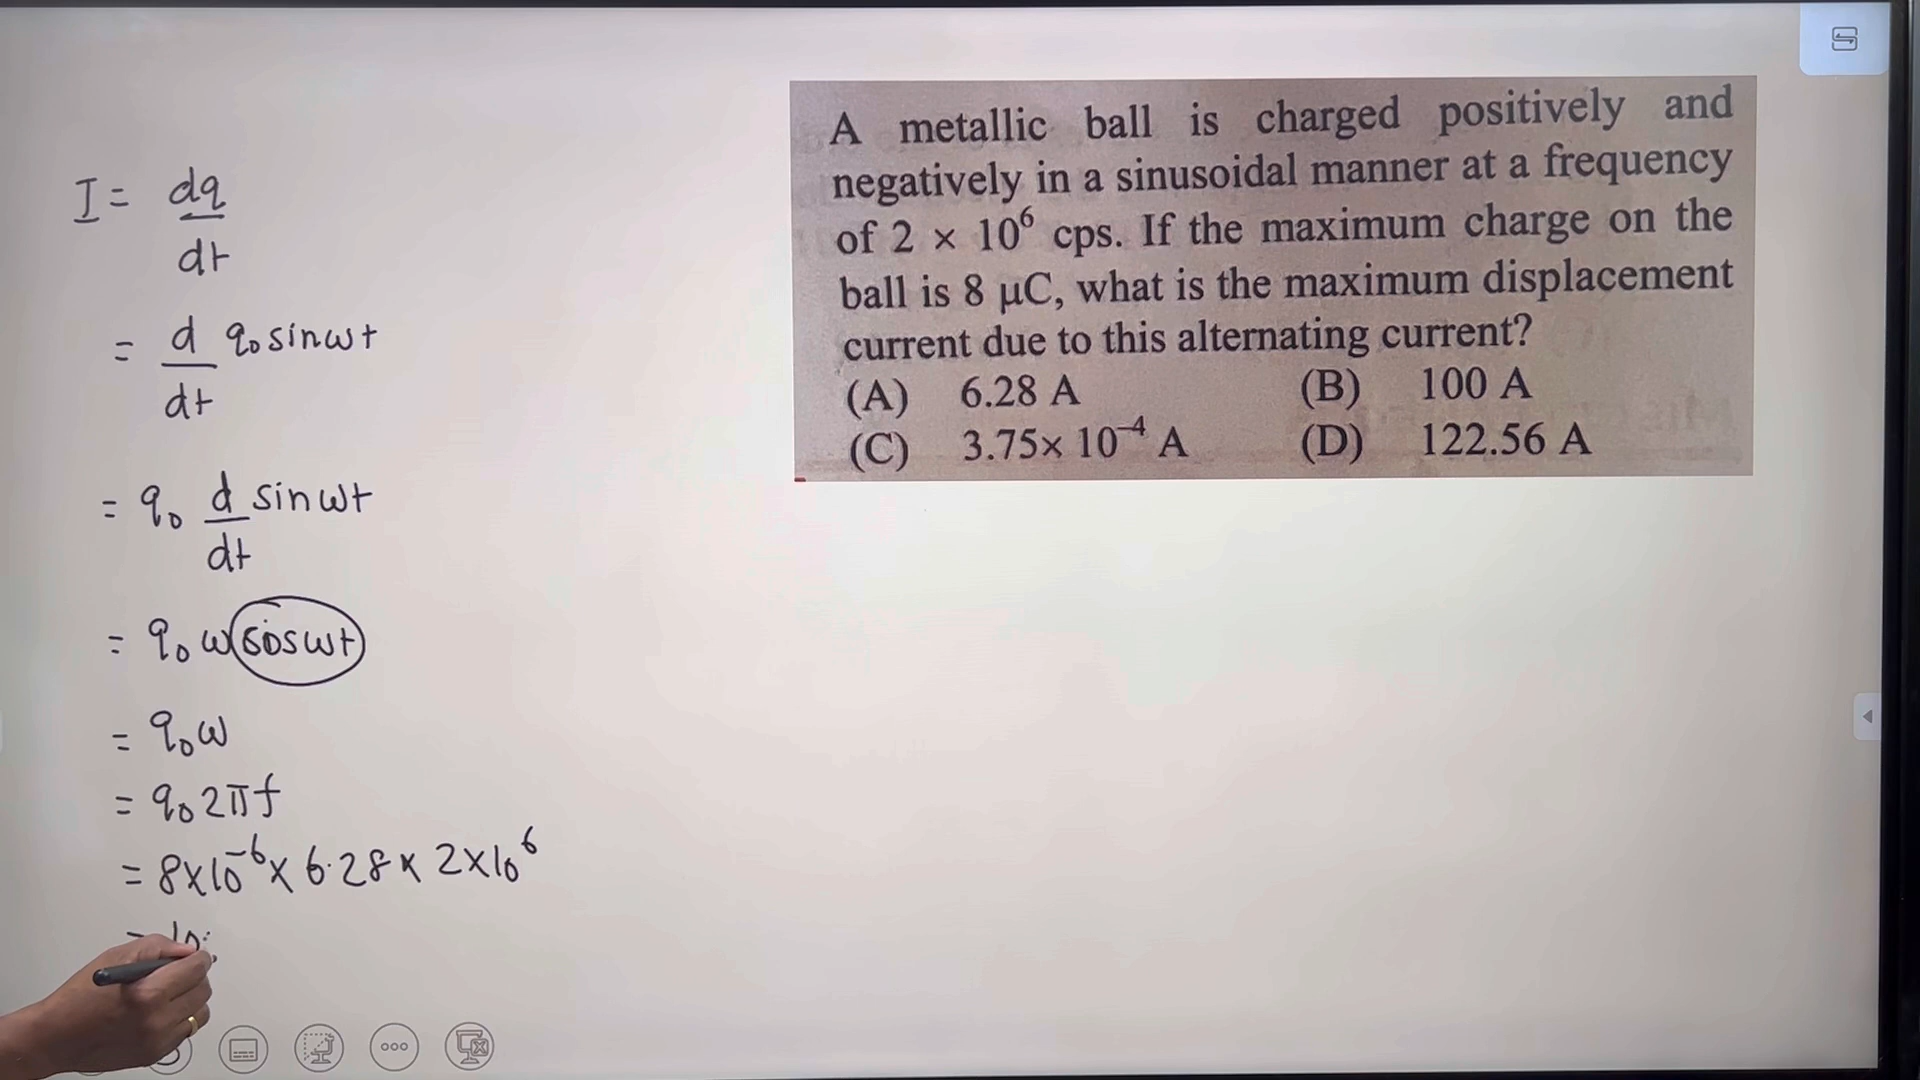 I = dq
dt
= d q₀ sinωt
dt
= q₀ d sinωt
dt
= q₀ ω cosωt
= q₀ω
= q₀ 2πf
= 8×10⁻⁶ × 6.28 × 2×10⁶
= 10
A metallic ball is charged positively and
negatively in a sinusoidal manner at a frequency
of 2 × 10⁶ cps. If the maximum charge on the
ball is 8 μC, what is the maximum displacement
current due to this alternating current?
(A) 6.28 A (B) 100 A
(C) 3.75× 10⁻⁴ A (D) 122.56 A